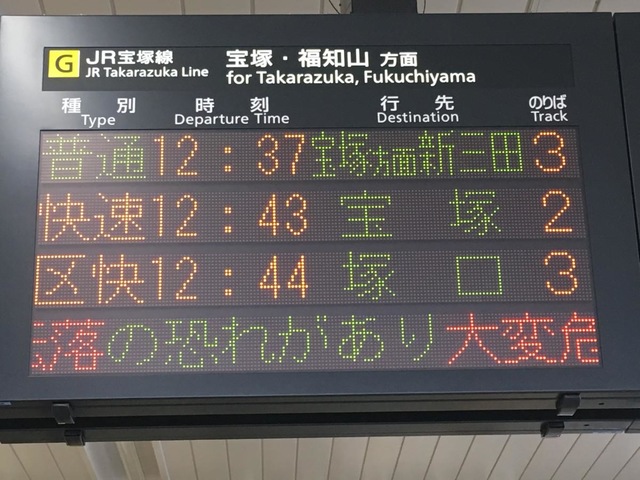 G JR宝塚線 宝塚・福知山 方面
JR Takarazuka Line for Takarazuka, Fukuchiyama
種別 時刻 行先 のりば
Type Departure Time Destination Track
普通 12:37 宝塚方面新三田 3
快速 12:43 宝塚 2
区快 12:44 塚口 3
落の恐れがあり大変危